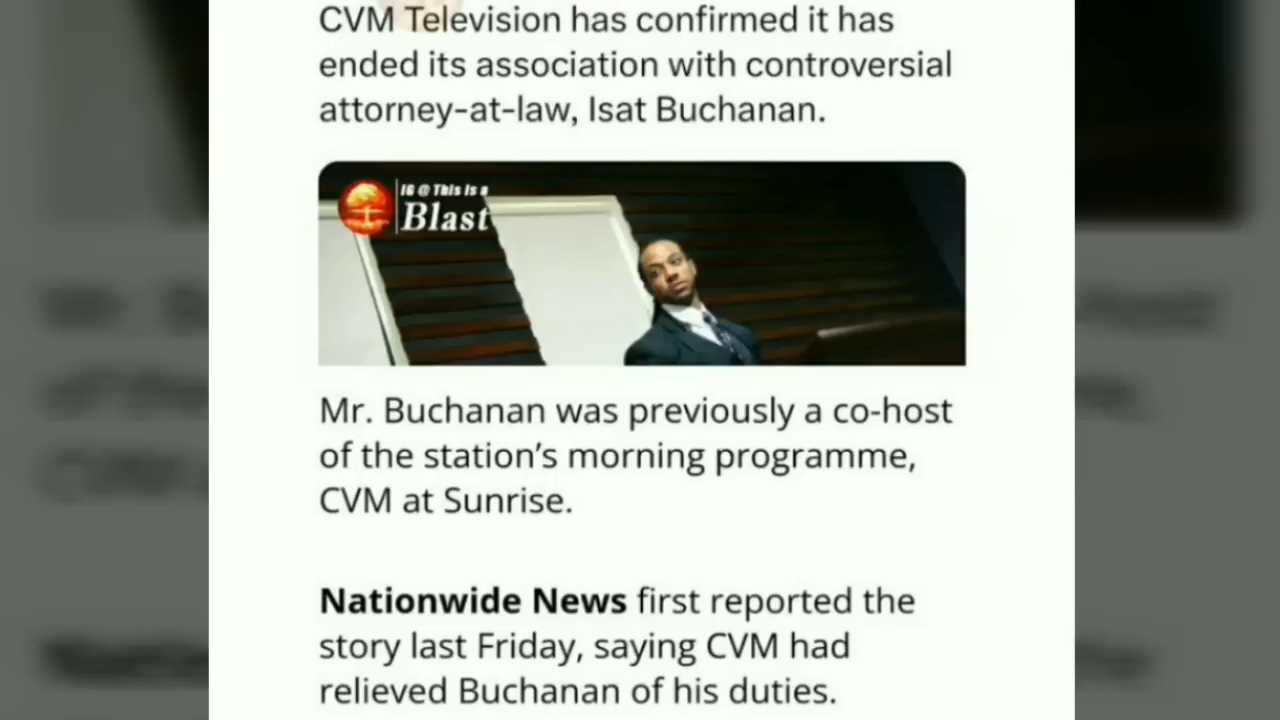 CVM Television has confirmed it has
ended its association with controversial
attorney-at-law, Isat Buchanan.
IG @ This Is a
Blast
Mr. Buchanan was previously a co-host
of the station's morning programme,
CVM at Sunrise.
Nationwide News first reported the
story last Friday, saying CVM had
relieved Buchanan of his duties.